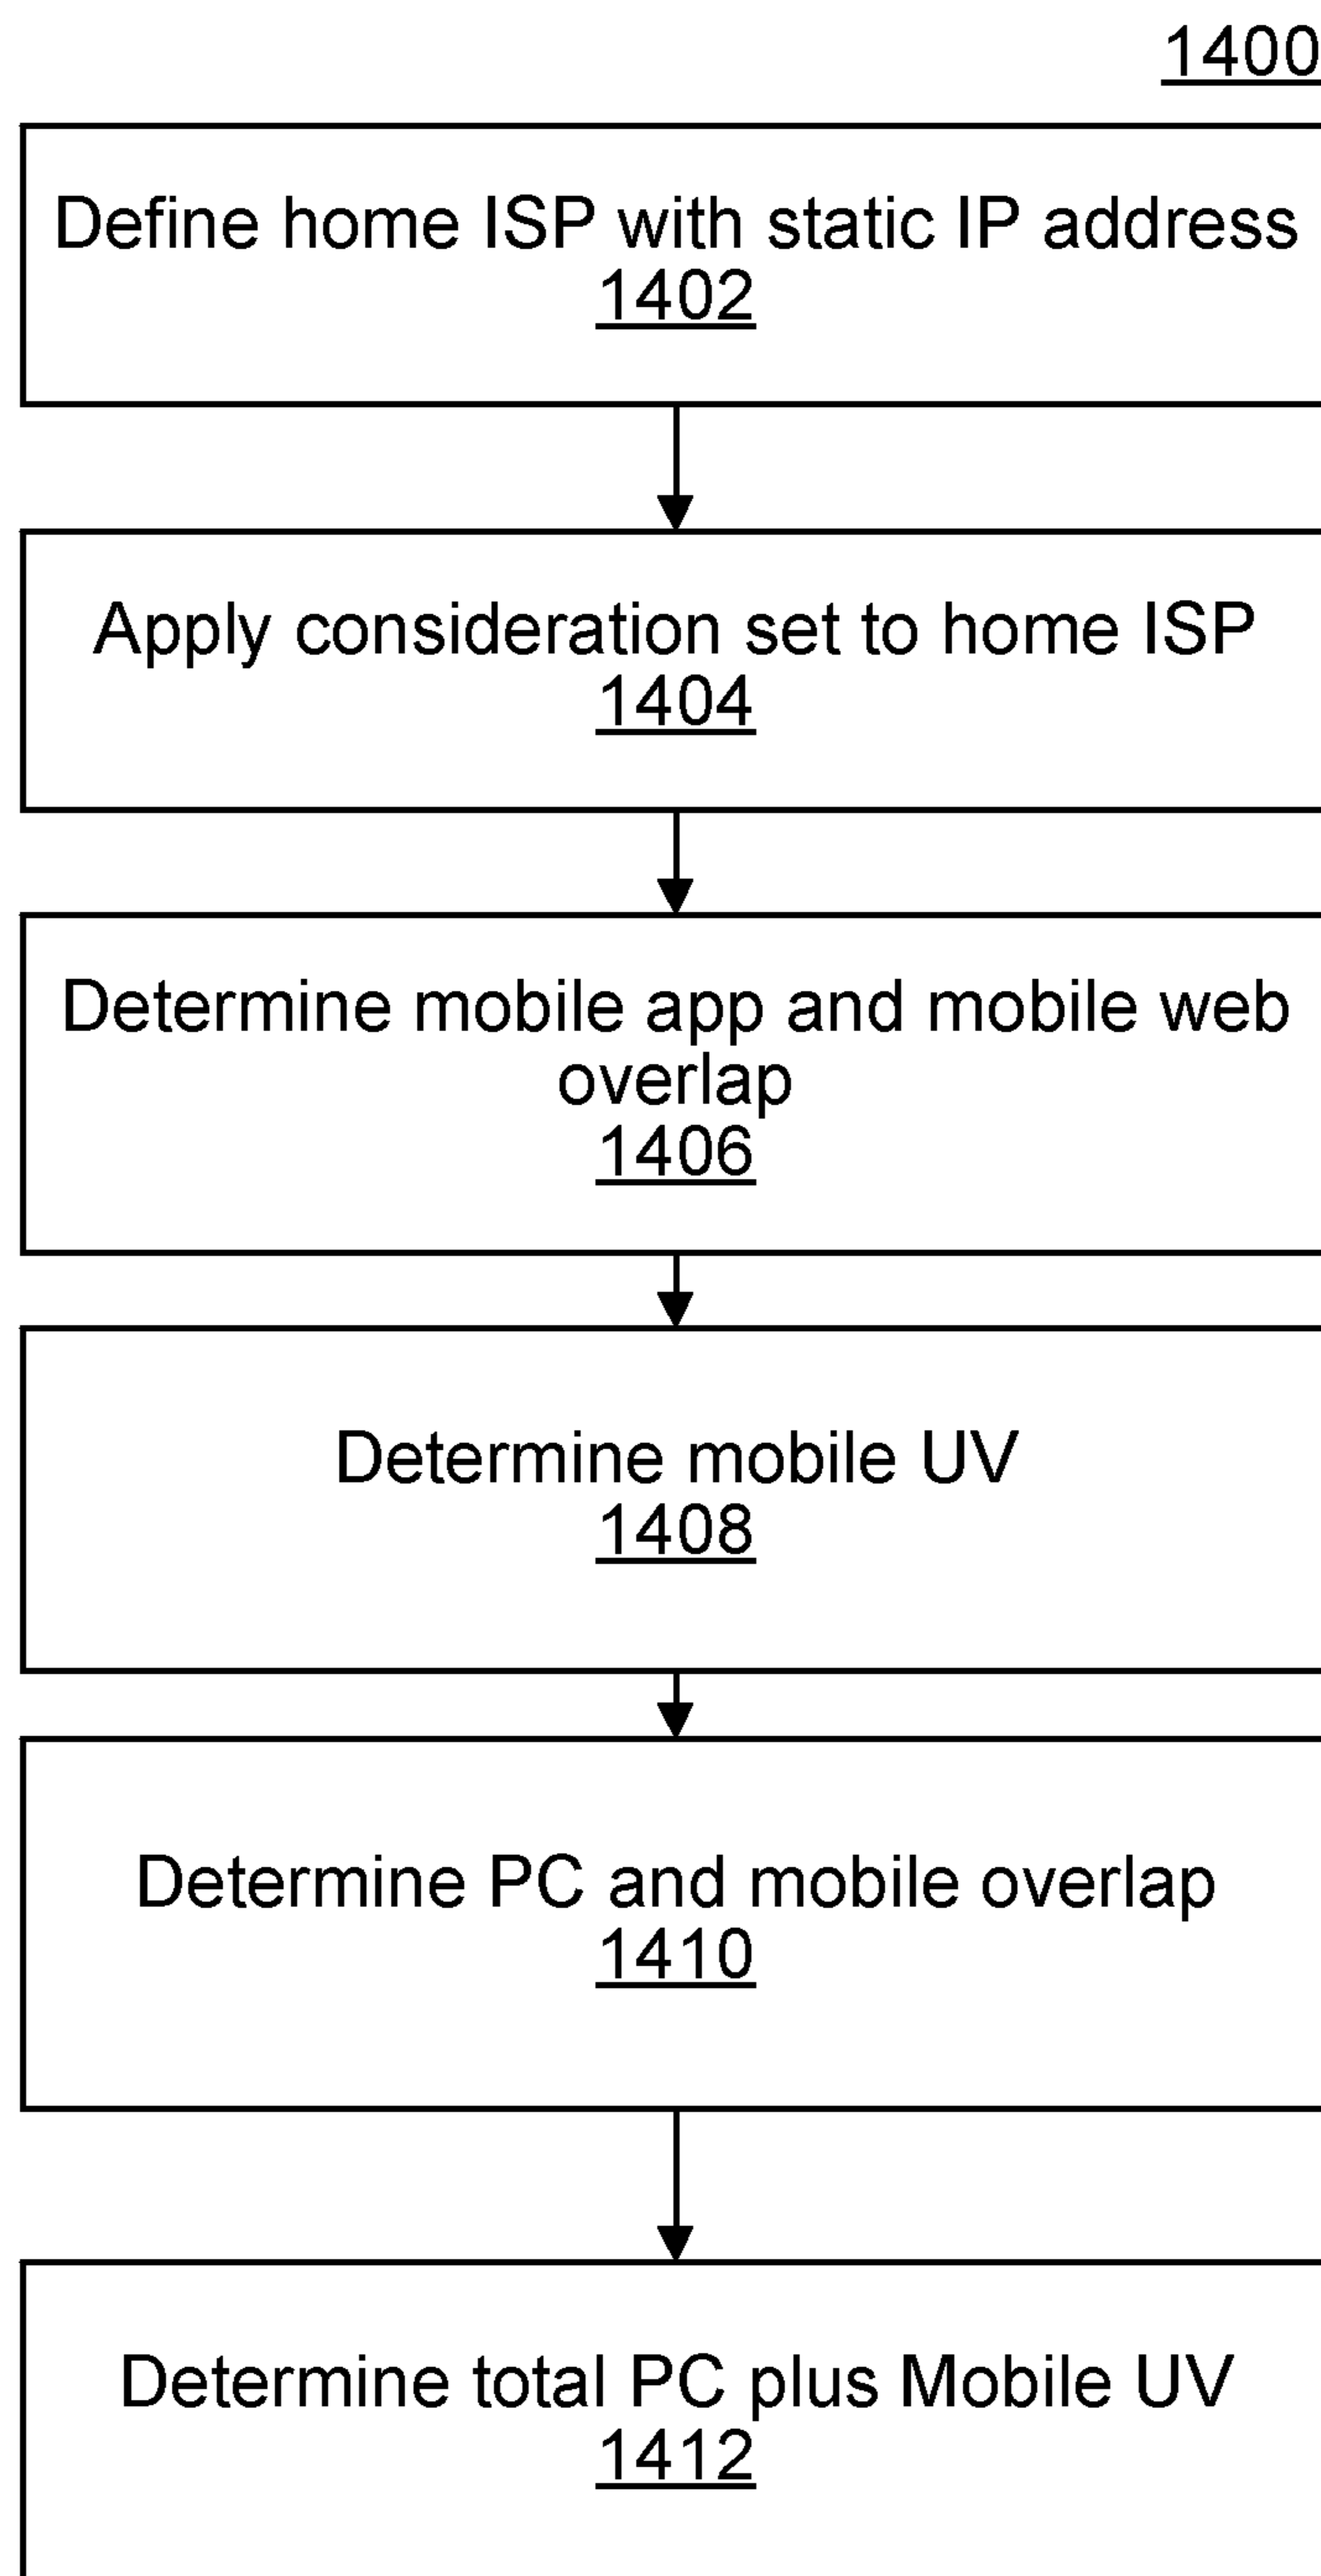 1400
Define home ISP with static IP address
1402
Apply consideration set to home ISP
1404
Determine mobile app and mobile web
overlap
1406
Determine mobile UV
1408
Determine PC and mobile overlap
1410
Determine total PC plus Mobile UV
1412